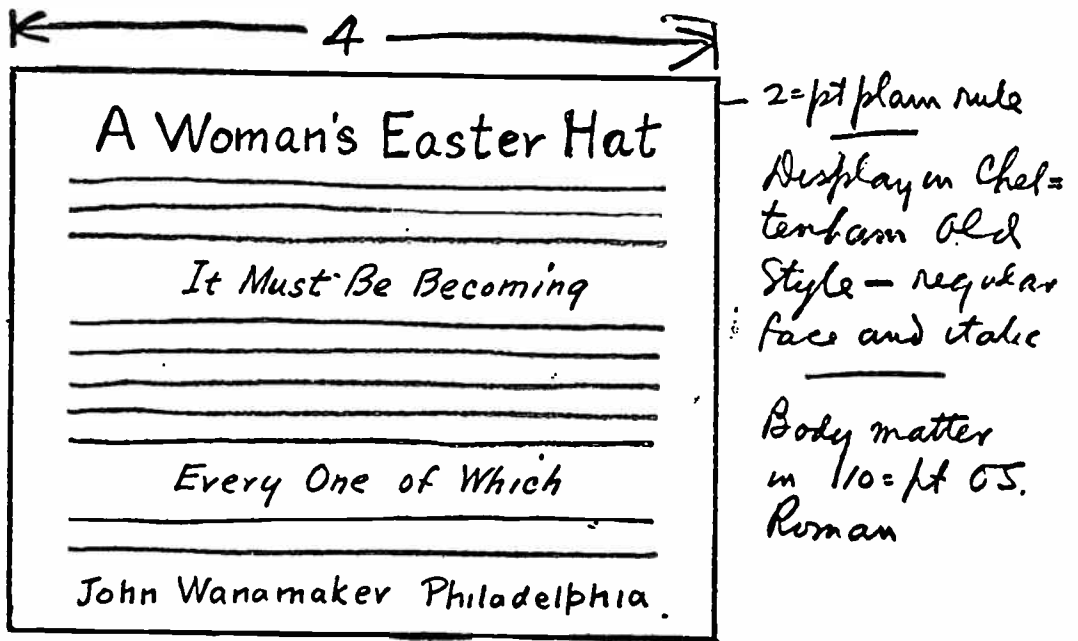 4
A Woman's Easter Hat
It Must Be Becoming
Every One of Which
John Wanamaker Philadelphia.
2=pt plain rule
Display in Chel=
tenham Old
Style — regular
face and italic
Body matter
in 10=pt O.S.
Roman